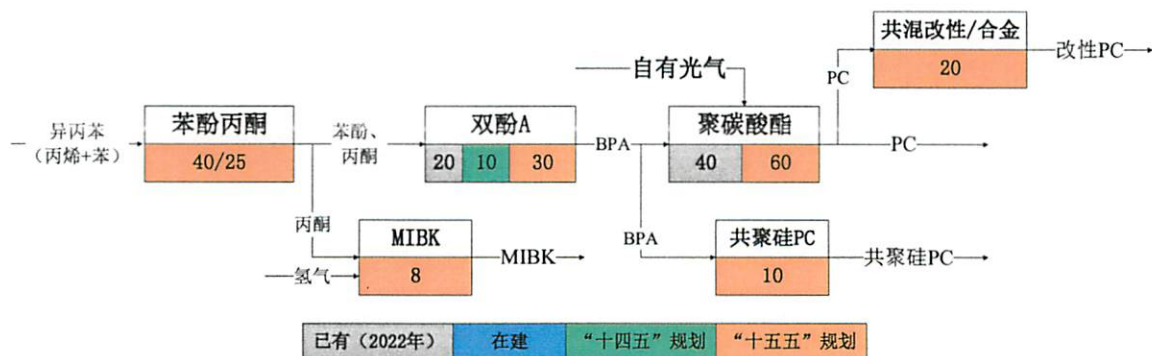 共混改性/合金
20
改性PC
PC
自有光气
异丙苯
(丙烯+苯)
苯酚丙酮
40/25
苯酚、
丙酮
双酚A
20 10 30
BPA
聚碳酸酯
40 60
PC
丙酮
氢气
MIBK
8
MIBK
BPA
共聚硅PC
10
共聚硅PC
已有(2022年) 在建 “十四五”规划 “十五五”规划